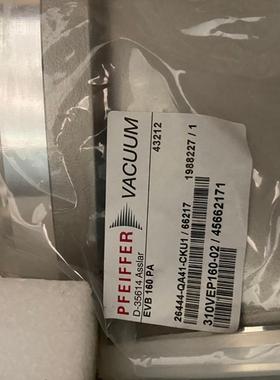 PFEIFFER VACUUM
D-35614 Asslar
EVB 160 PA
43212
1988227 / 1
26444-QA41-CKU1 / 66217
310VEP160-02 / 45662171